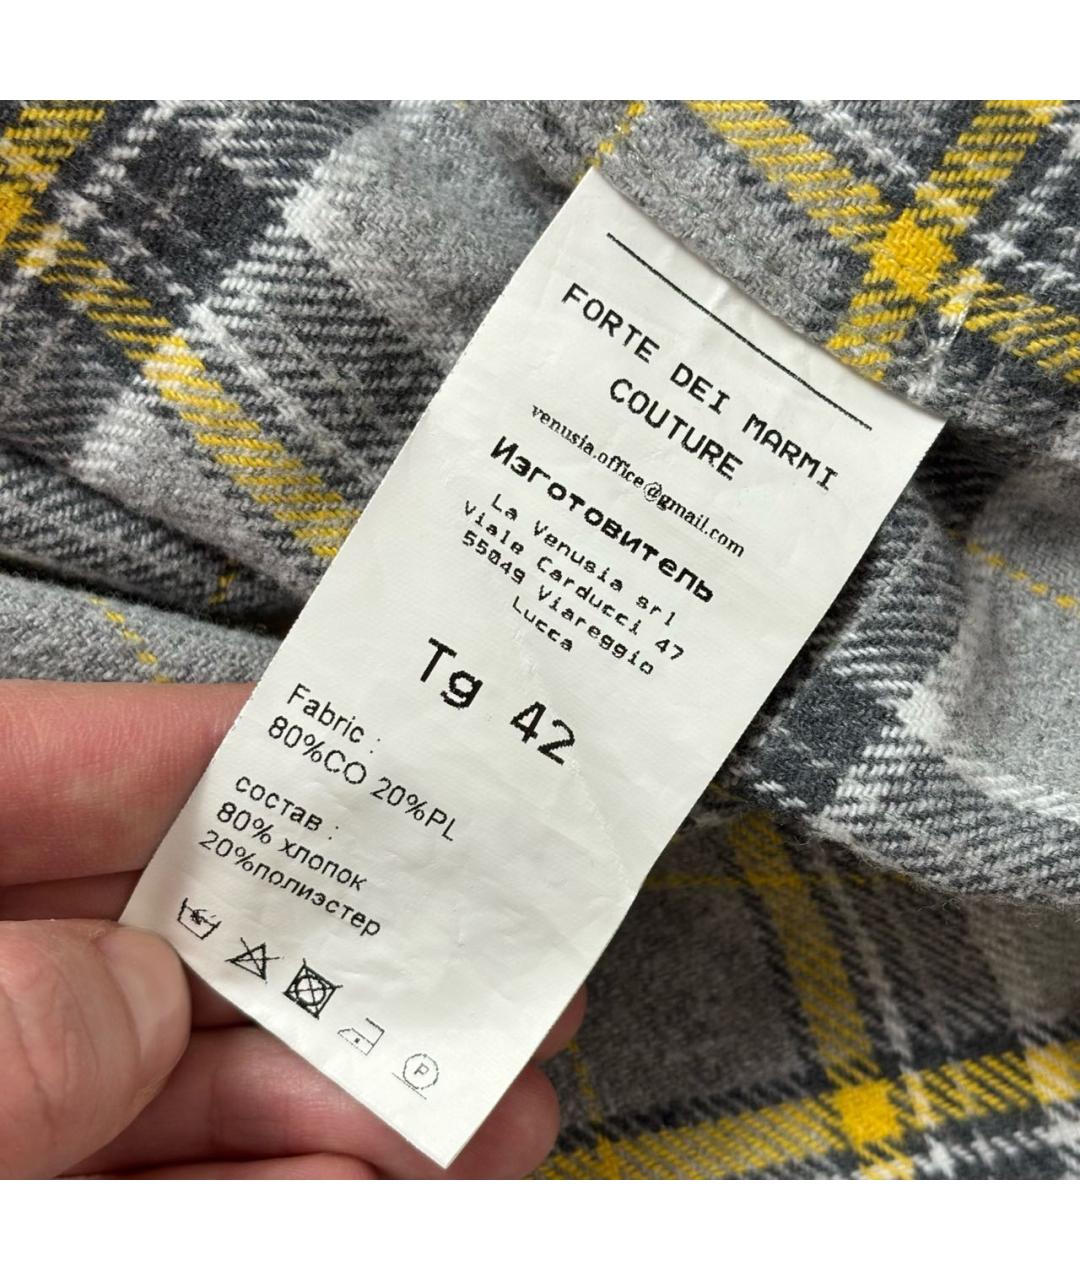 FORTE DEI MARMI
COUTURE
venusia.office@gmail.com
Изготовитель
La Venusia srl
Viale Carducci 47
55049 Viareggio
Lucca
Tg 42
Fabric :
80%CO 20%PL
состав :
80% хлопок
20%полиэстер
P